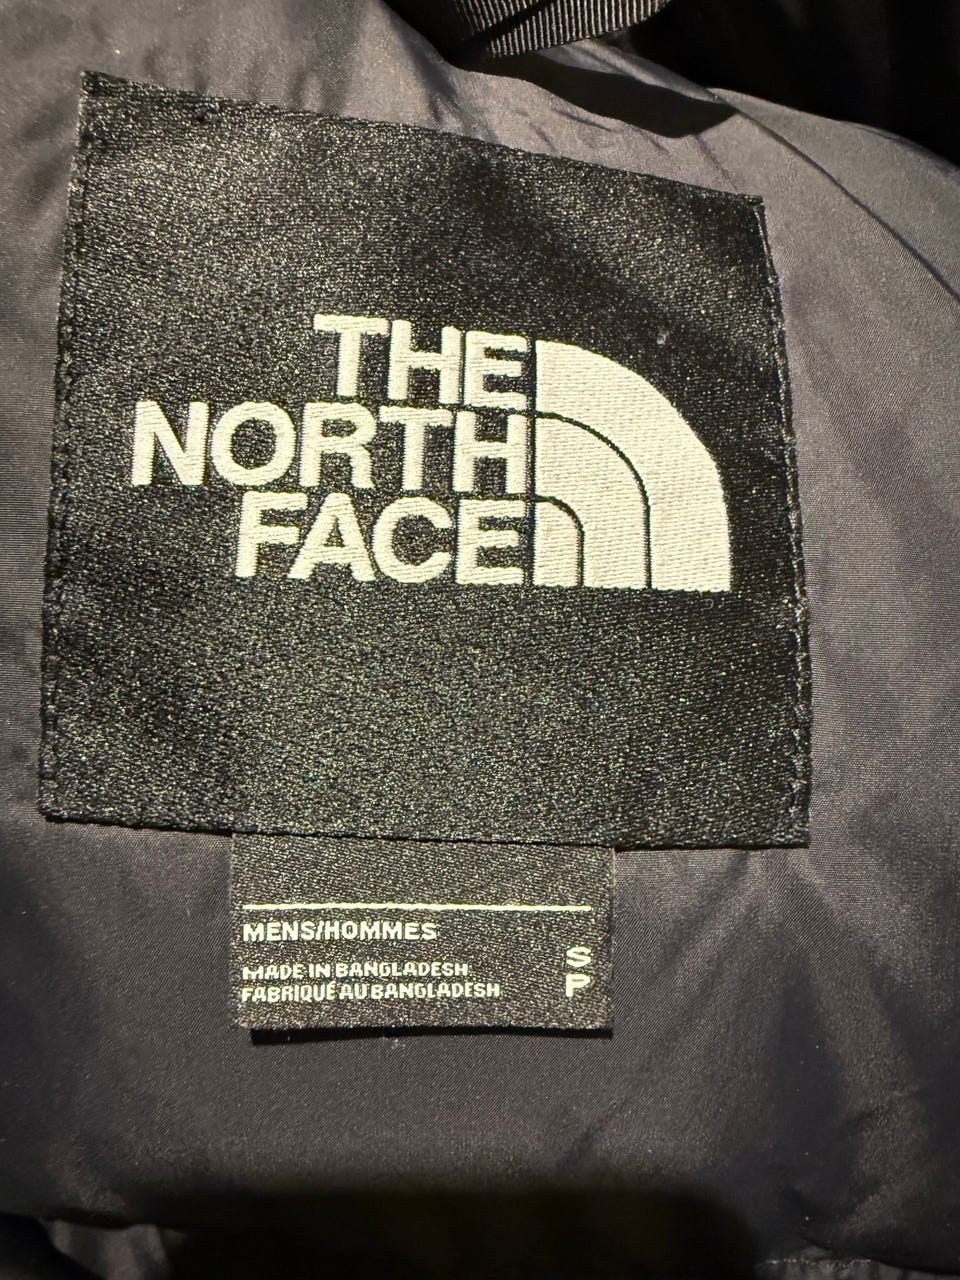 THE
NORTH
FACE
MENS/HOMMES
MADE IN BANGLADESH
FABRIQUÉ AU BANGLADESH
S
P